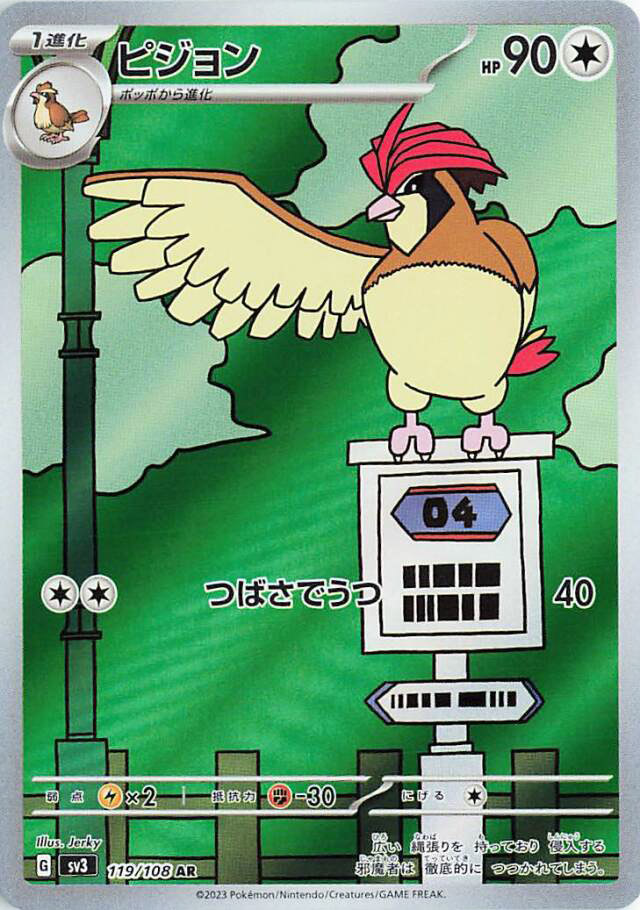 1進化
ピジョン
HP 90
ポッポから進化
04
つばさでうつ 40
弱点 ×2 抵抗力 -30 にげる
Illus. Jerky
G sv3 119/108 AR
広い縄張りを持っており侵入する
邪魔者は徹底的につつかれてしまう。
©2023 Pokémon/Nintendo/Creatures/GAME FREAK.